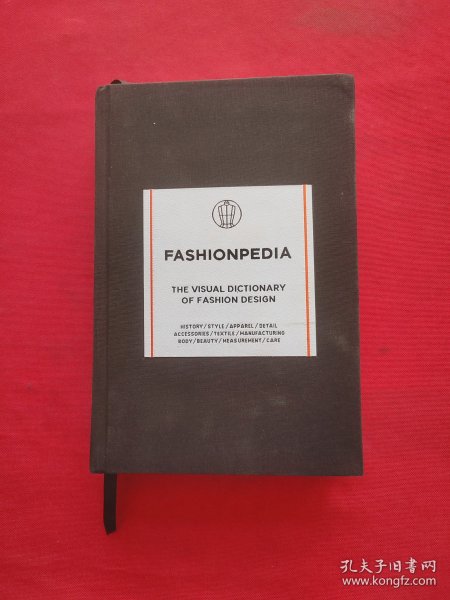 FASHIONPEDIA
THE VISUAL DICTIONARY
OF FASHION DESIGN
HISTORY / STYLE / APPAREL / DETAIL
ACCESSORIES / TEXTILE / MANUFACTURING
BODY / BEAUTY / MEASUREMENT / CARE
孔夫子旧书网
www.kongfz.com